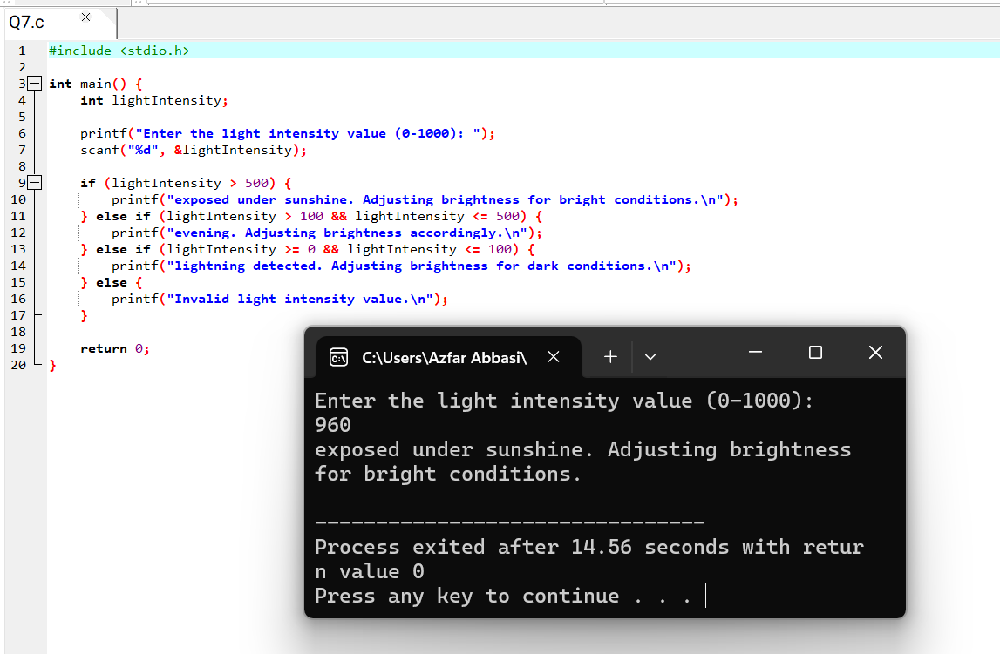 Q7.c ×
1 #include <stdio.h>
2
3 int main() {
4 int lightIntensity;
5
6 printf("Enter the light intensity value (0-1000): ");
7 scanf("%d", &lightIntensity);
8
9 if (lightIntensity > 500) {
10 printf("exposed under sunshine. Adjusting brightness for bright conditions.\n");
11 } else if (lightIntensity > 100 && lightIntensity <= 500) {
12 printf("evening. Adjusting brightness accordingly.\n");
13 } else if (lightIntensity >= 0 && lightIntensity <= 100) {
14 printf("lightning detected. Adjusting brightness for dark conditions.\n");
15 } else {
16 printf("Invalid light intensity value.\n");
17 }
18
19 return 0;
20 }
C:\Users\Azfar Abbasi\
Enter the light intensity value (0-1000):
960
exposed under sunshine. Adjusting brightness
for bright conditions.
--------------------------------
Process exited after 14.56 seconds with retur
n value 0
Press any key to continue . . .